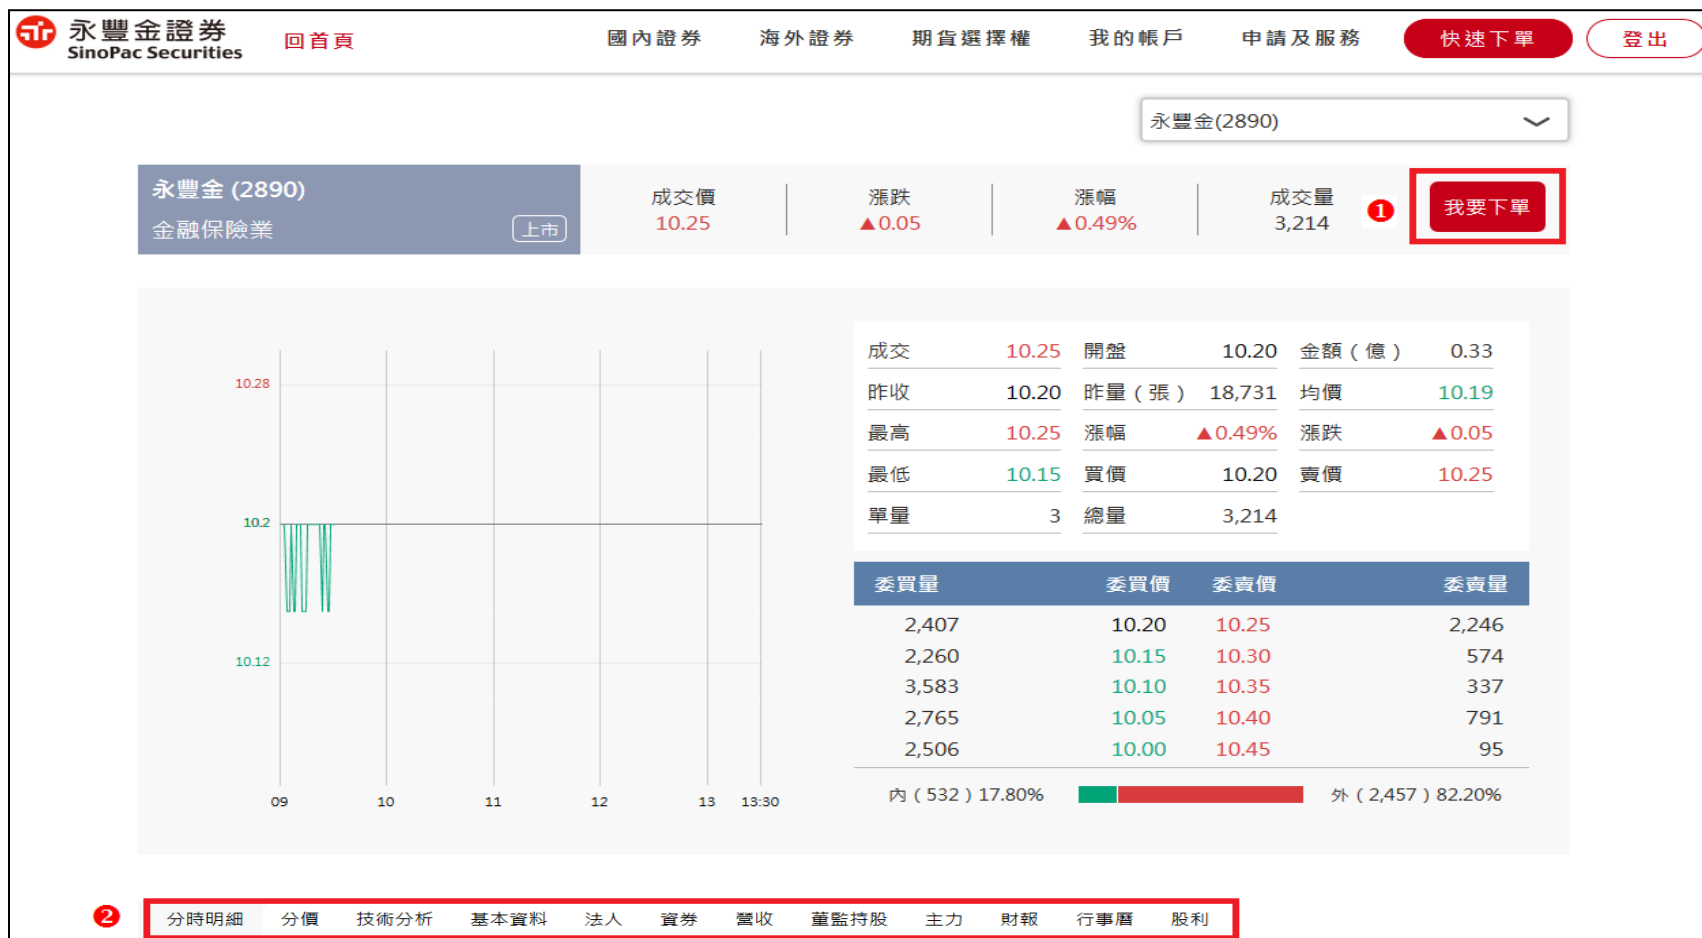 永豐金證券 回首頁 國內證券 海外證券 期貨選擇權 我的帳戶 申請及服務 快速下單 登出
SinoPac Securities
永豐金(2890)
永豐金 (2890) 成交價 漲跌 漲幅 成交量 ❶ 我要下單
金融保險業 上市 10.25 ▲0.05 ▲0.49% 3,214
成交 10.25 開盤 10.20 金額（億） 0.33
昨收 10.20 昨量（張） 18,731 均價 10.19
最高 10.25 漲幅 ▲0.49% 漲跌 ▲0.05
最低 10.15 買價 10.20 賣價 10.25
單量 3 總量 3,214
10.28
10.2
10.12
09 10 11 12 13 13:30
委買量 委買價 委賣價 委賣量
2,407 10.20 10.25 2,246
2,260 10.15 10.30 574
3,583 10.10 10.35 337
2,765 10.05 10.40 791
2,506 10.00 10.45 95
內（532）17.80% 外（2,457）82.20%
❷ 分時明細 分價 技術分析 基本資料 法人 資券 營收 董監持股 主力 財報 行事曆 股利